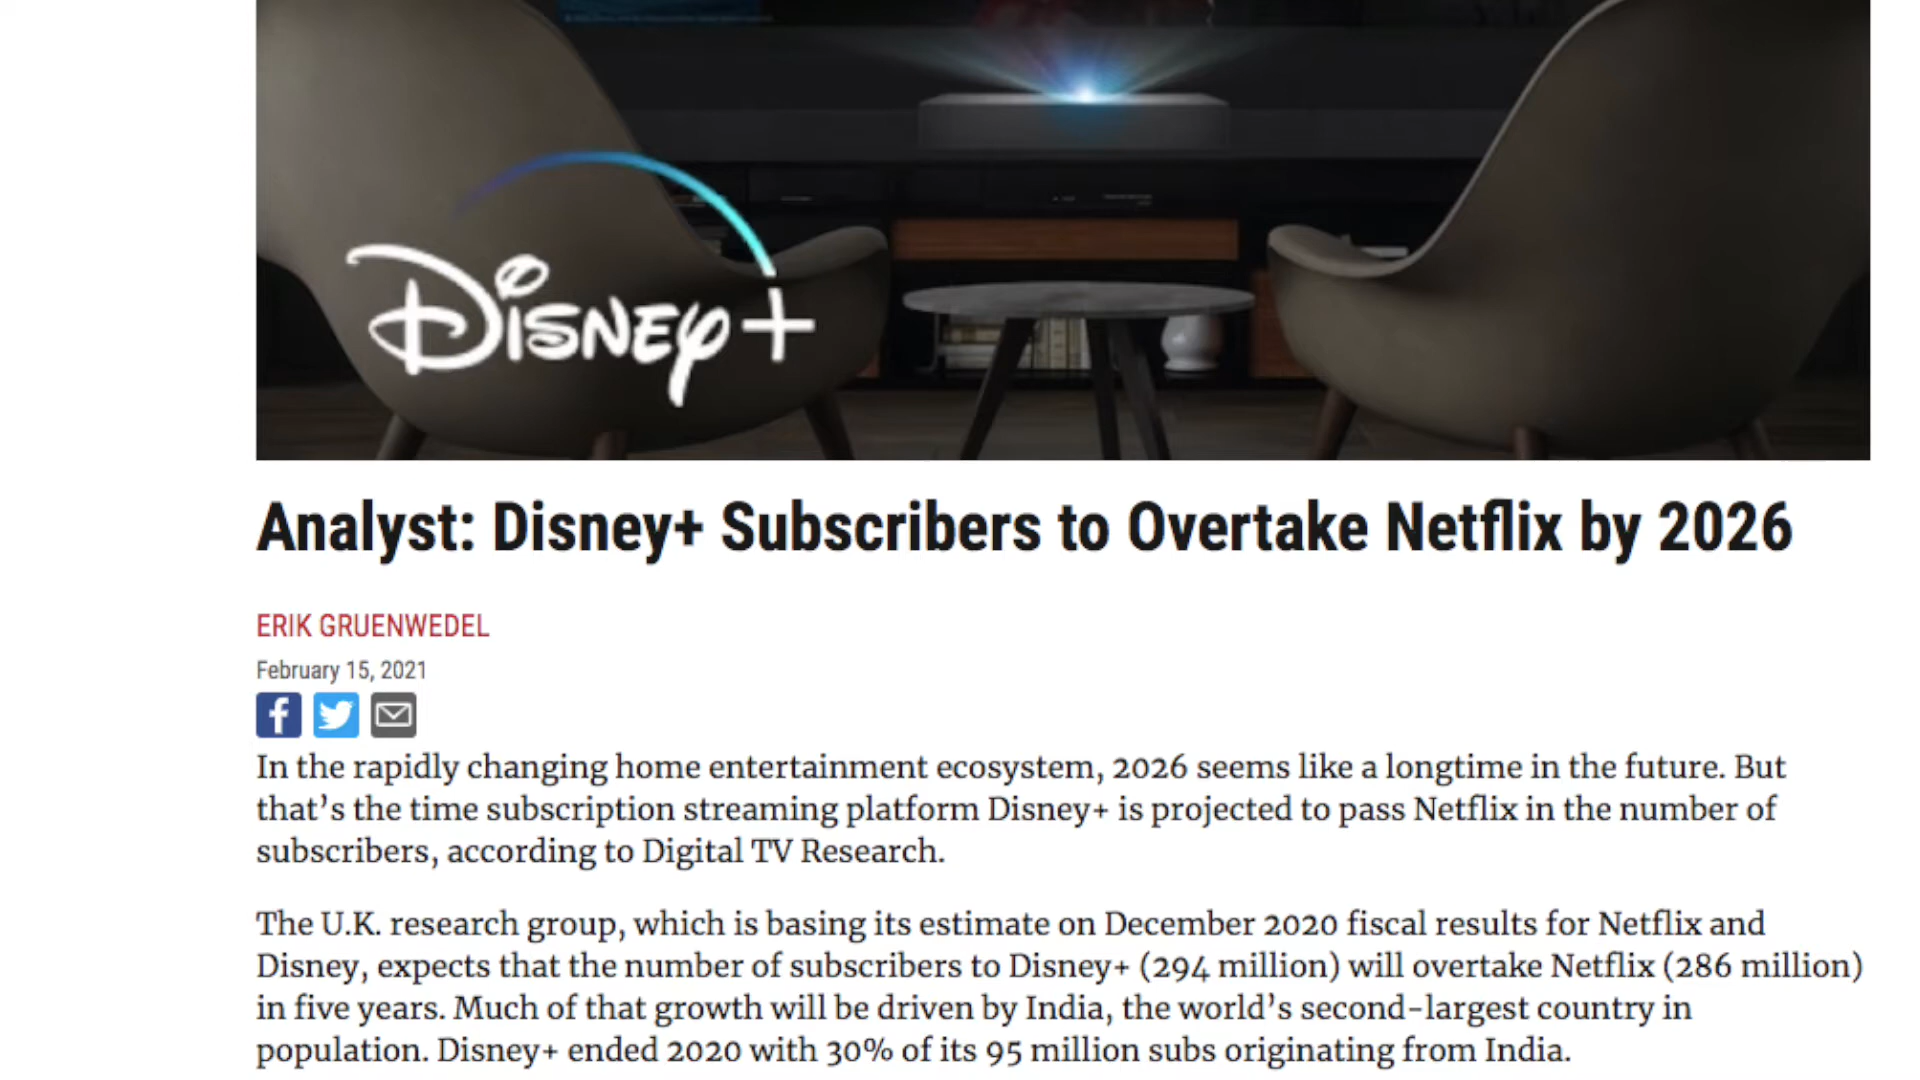 Disney+
Analyst: Disney+ Subscribers to Overtake Netflix by 2026
ERIK GRUENWEDEL
February 15, 2021
In the rapidly changing home entertainment ecosystem, 2026 seems like a longtime in the future. But
that’s the time subscription streaming platform Disney+ is projected to pass Netflix in the number of
subscribers, according to Digital TV Research.
The U.K. research group, which is basing its estimate on December 2020 fiscal results for Netflix and
Disney, expects that the number of subscribers to Disney+ (294 million) will overtake Netflix (286 million)
in five years. Much of that growth will be driven by India, the world’s second-largest country in
population. Disney+ ended 2020 with 30% of its 95 million subs originating from India.